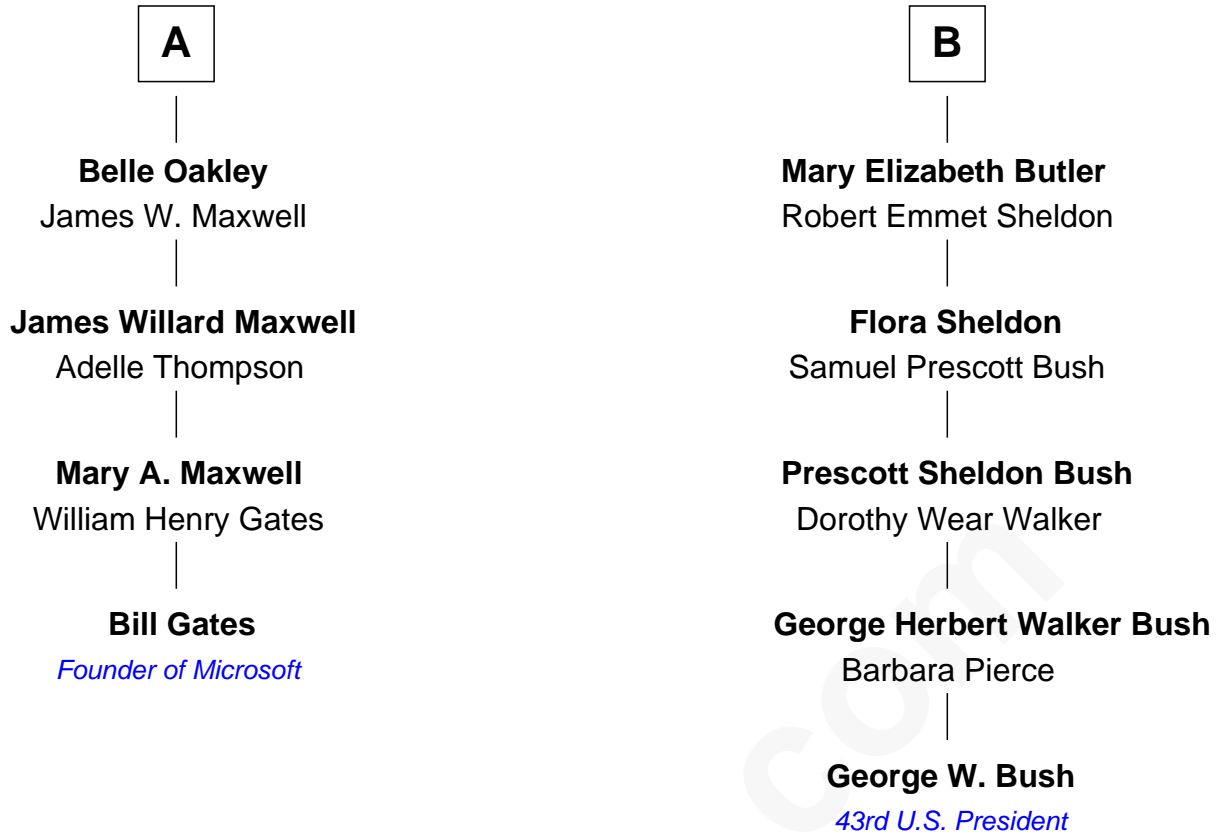 A
Belle Oakley
James W. Maxwell
James Willard Maxwell
Adelle Thompson
Mary A. Maxwell
William Henry Gates
Bill Gates
Founder of Microsoft
B
Mary Elizabeth Butler
Robert Emmet Sheldon
Flora Sheldon
Samuel Prescott Bush
Prescott Sheldon Bush
Dorothy Wear Walker
George Herbert Walker Bush
Barbara Pierce
George W. Bush
43rd U.S. President
com